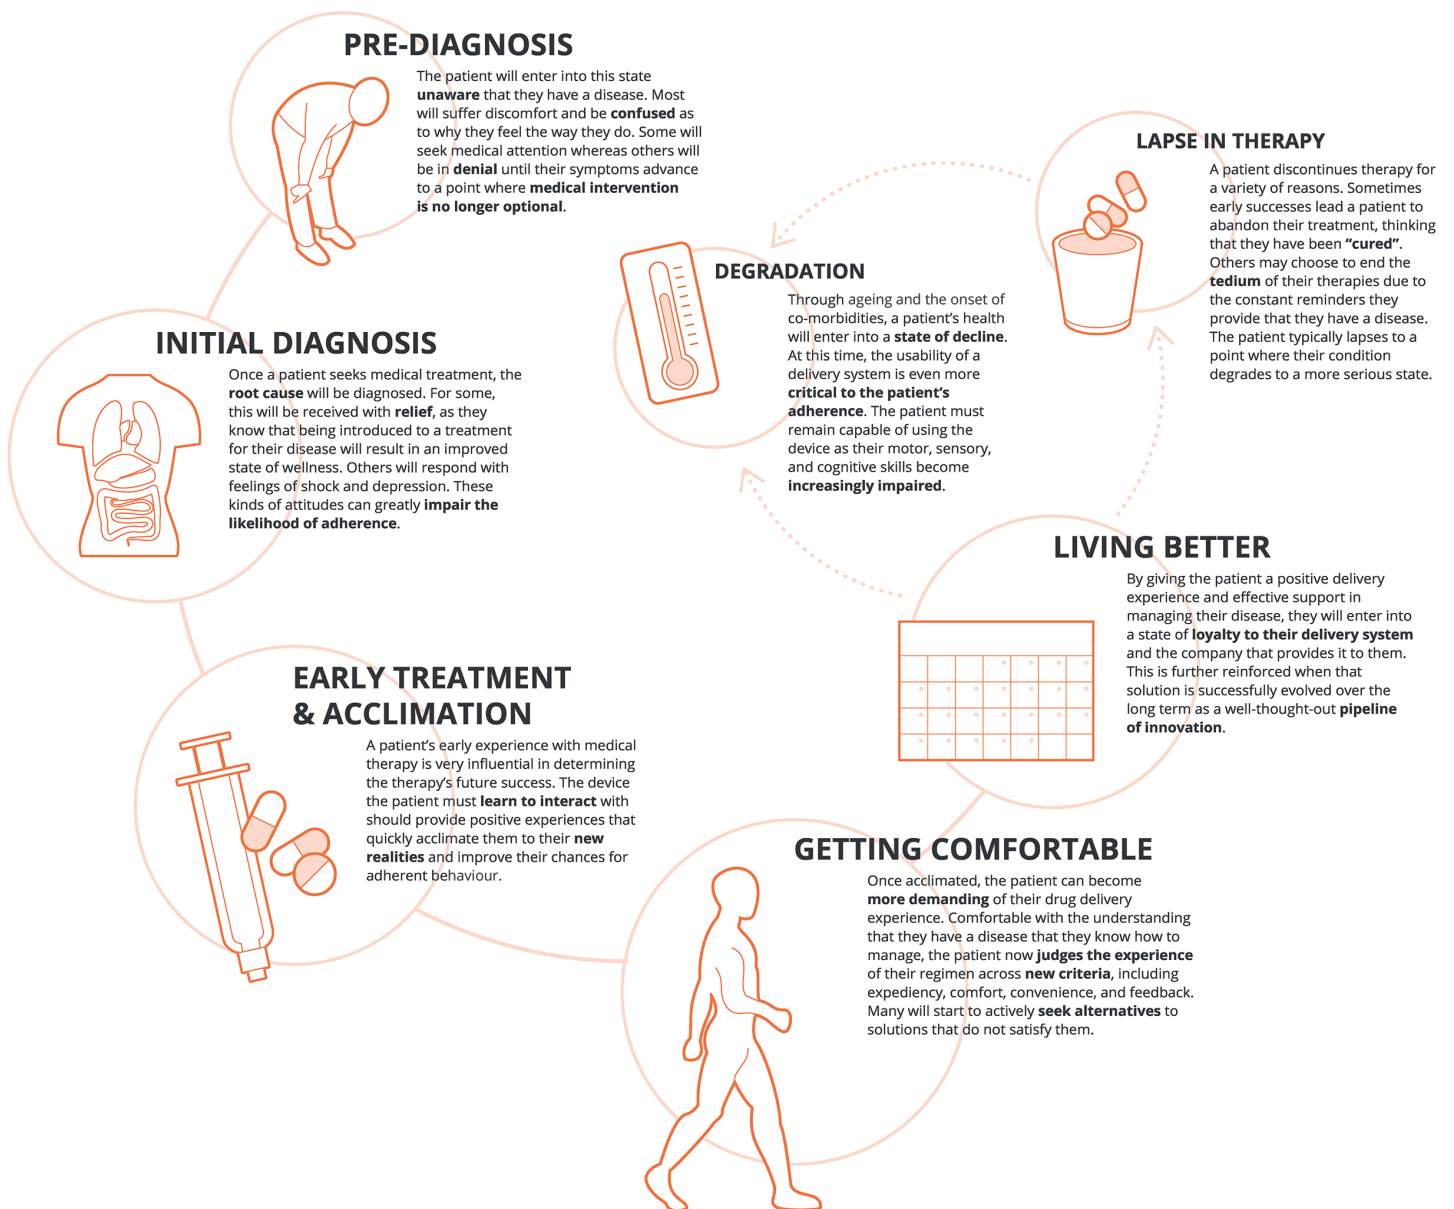 PRE-DIAGNOSIS
The patient will enter into this state
unaware that they have a disease. Most
will suffer discomfort and be confused as
to why they feel the way they do. Some will
seek medical attention whereas others will
be in denial until their symptoms advance
to a point where medical intervention
is no longer optional.
INITIAL DIAGNOSIS
Once a patient seeks medical treatment, the
root cause will be diagnosed. For some,
this will be received with relief, as they
know that being introduced to a treatment
for their disease will result in an improved
state of wellness. Others will respond with
feelings of shock and depression. These
kinds of attitudes can greatly impair the
likelihood of adherence.
EARLY TREATMENT
& ACCLIMATION
A patient’s early experience with medical
therapy is very influential in determining
the therapy’s future success. The device
the patient must learn to interact with
should provide positive experiences that
quickly acclimate them to their new
realities and improve their chances for
adherent behaviour.
GETTING COMFORTABLE
Once acclimated, the patient can become
more demanding of their drug delivery
experience. Comfortable with the understanding
that they have a disease that they know how to
manage, the patient now judges the experience
of their regimen across new criteria, including
expediency, comfort, convenience, and feedback.
Many will start to actively seek alternatives to
solutions that do not satisfy them.
LIVING BETTER
By giving the patient a positive delivery
experience and effective support in
managing their disease, they will enter into
a state of loyalty to their delivery system
and the company that provides it to them.
This is further reinforced when that
solution is successfully evolved over the
long term as a well-thought-out pipeline
of innovation.
LAPSE IN THERAPY
A patient discontinues therapy for
a variety of reasons. Sometimes
early successes lead a patient to
abandon their treatment, thinking
that they have been “cured”.
Others may choose to end the
tedium of their therapies due to
the constant reminders they
provide that they have a disease.
The patient typically lapses to a
point where their condition
degrades to a more serious state.
DEGRADATION
Through ageing and the onset of
co-morbidities, a patient’s health
will enter into a state of decline.
At this time, the usability of a
delivery system is even more
critical to the patient’s
adherence. The patient must
remain capable of using the
device as their motor, sensory,
and cognitive skills become
increasingly impaired.